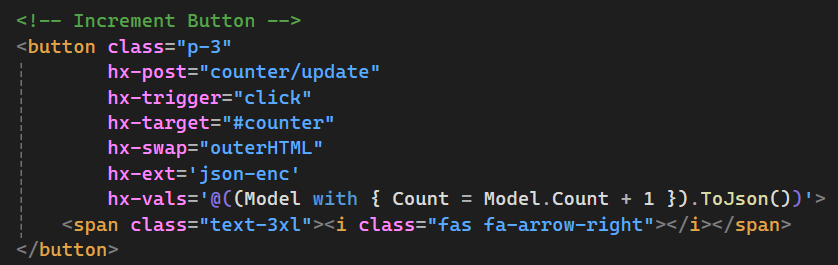 <!-- Increment Button -->
<button class="p-3"
hx-post="counter/update"
hx-trigger="click"
hx-target="#counter"
hx-swap="outerHTML"
hx-ext='json-enc'
hx-vals='@((Model with { Count = Model.Count + 1 }).ToJson())'>
<span class="text-3xl"><i class="fas fa-arrow-right"></i></span>
</button>